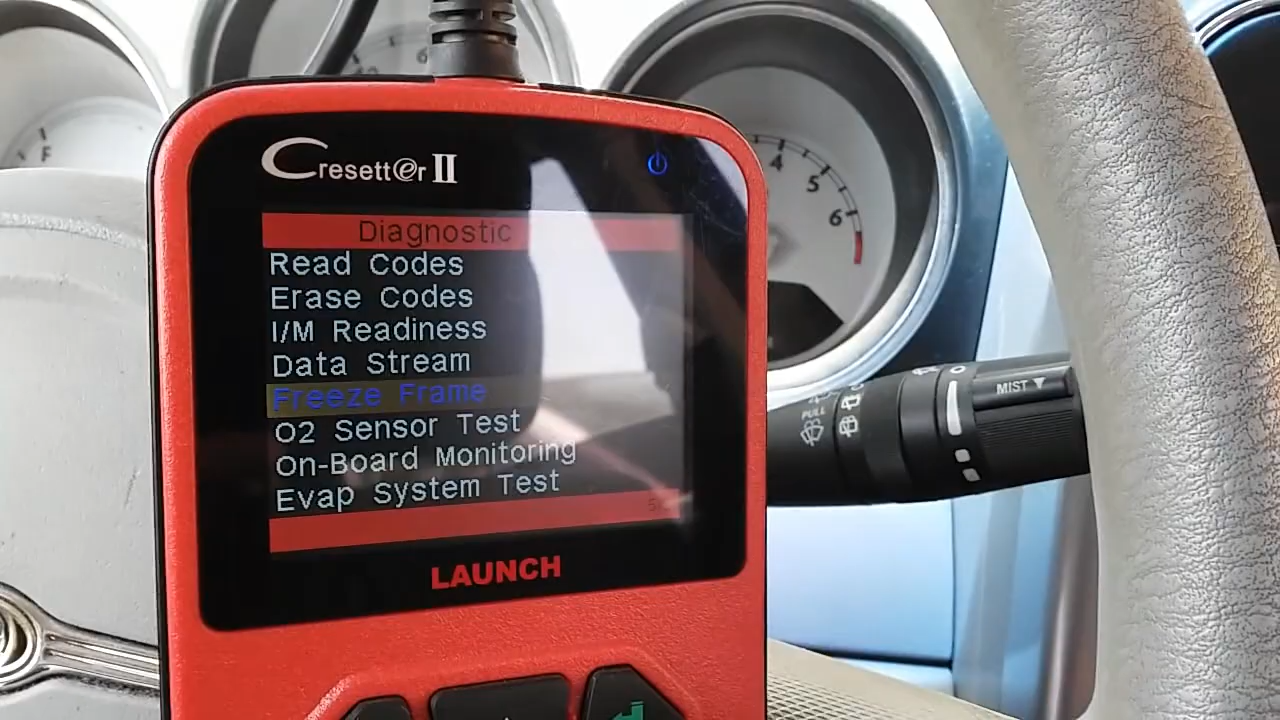 Cresetter II
Diagnostic
Read Codes
Erase Codes
I/M Readiness
Data Stream
Freeze Frame
O2 Sensor Test
On-Board Monitoring
Evap System Test
LAUNCH
F
6
4
5
6
MIST
PULL